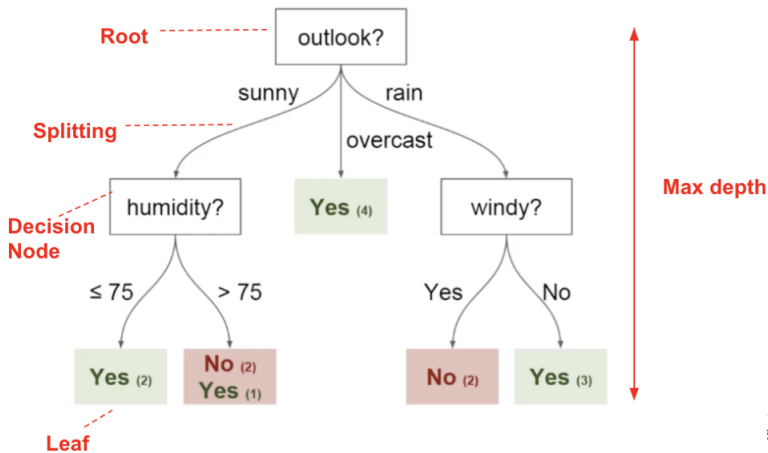 Root
outlook?
sunny
rain
Splitting
overcast
Max depth
humidity?
Yes (4)
windy?
Decision
Node
≤ 75
> 75
Yes
No
Yes (2)
No (2)
Yes (1)
No (2)
Yes (3)
Leaf